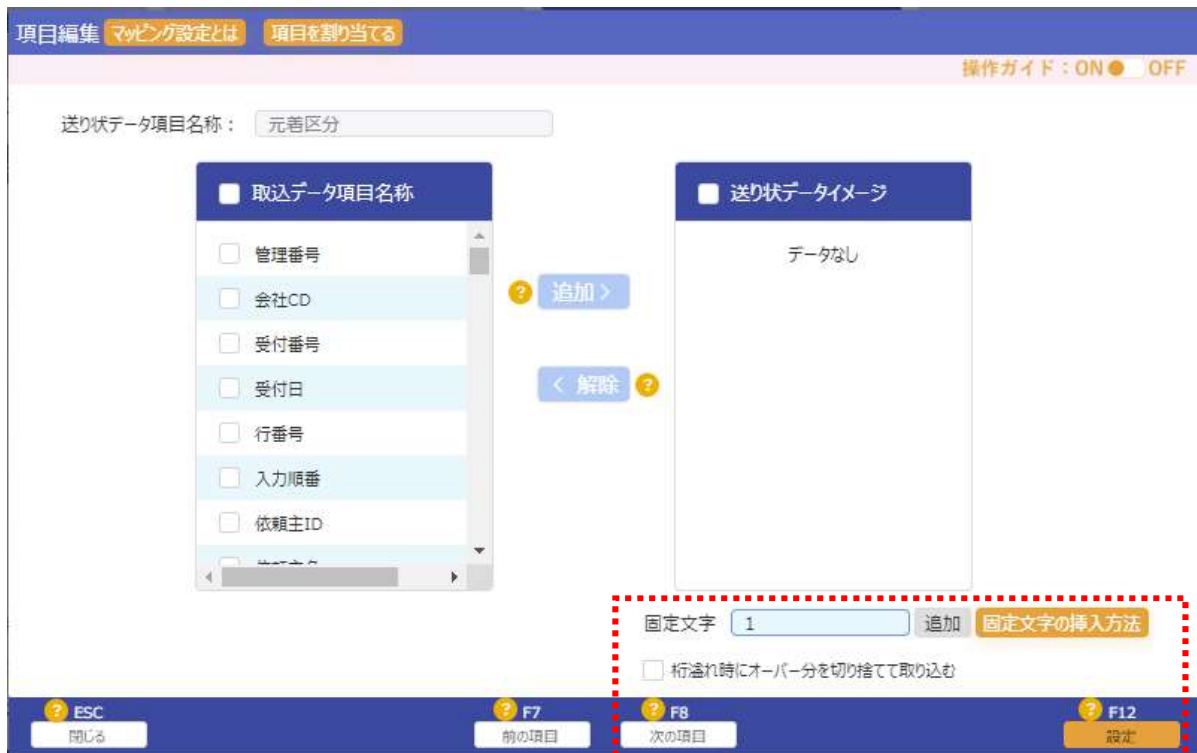 項目編集 マッピング設定とは 項目を割り当てる
操作ガイド:ON OFF
送り状データ項目名称: 元着区分
取込データ項目名称
管理番号
会社CD
受付番号
受付日
行番号
入力順番
依頼主ID
? 追加 >
< 解除 ?
送り状データイメージ
データなし
固定文字 1 追加 固定文字の挿入方法
桁溢れ時にオーバー分を切り捨てて取り込む
? ESC
閉じる
? F7
前の項目
? F8
次の項目
? F12
設定